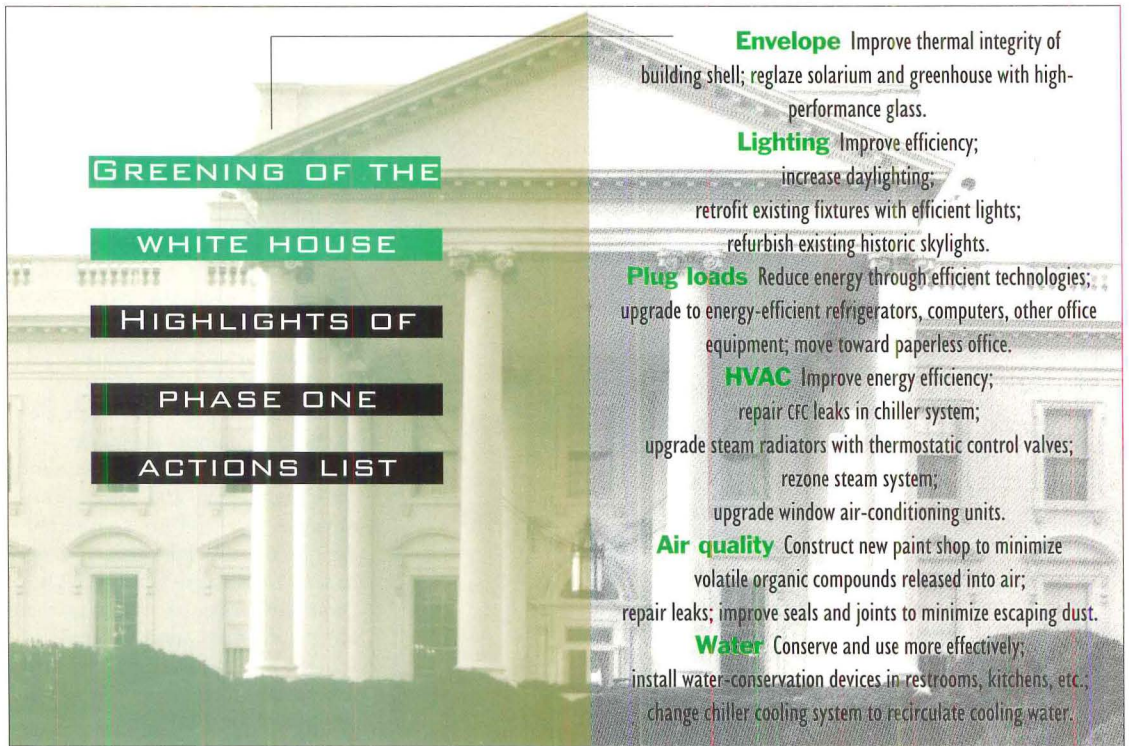 GREENING OF THE
WHITE HOUSE
HIGHLIGHTS OF
PHASE ONE
ACTIONS LIST
Envelope Improve thermal integrity of
building shell; reglaze solarium and greenhouse with high-
performance glass.
Lighting Improve efficiency;
increase daylighting;
retrofit existing fixtures with efficient lights;
refurbish existing historic skylights.
Plug loads Reduce energy through efficient technologies;
upgrade to energy-efficient refrigerators, computers, other office
equipment; move toward paperless office.
HVAC Improve energy efficiency;
repair CFC leaks in chiller system;
upgrade steam radiators with thermostatic control valves;
rezone steam system;
upgrade window air-conditioning units.
Air quality Construct new paint shop to minimize
volatile organic compounds released into air;
repair leaks; improve seals and joints to minimize escaping dust.
Water Conserve and use more effectively;
install water-conservation devices in restrooms, kitchens, etc.;
change chiller cooling system to recirculate cooling water.